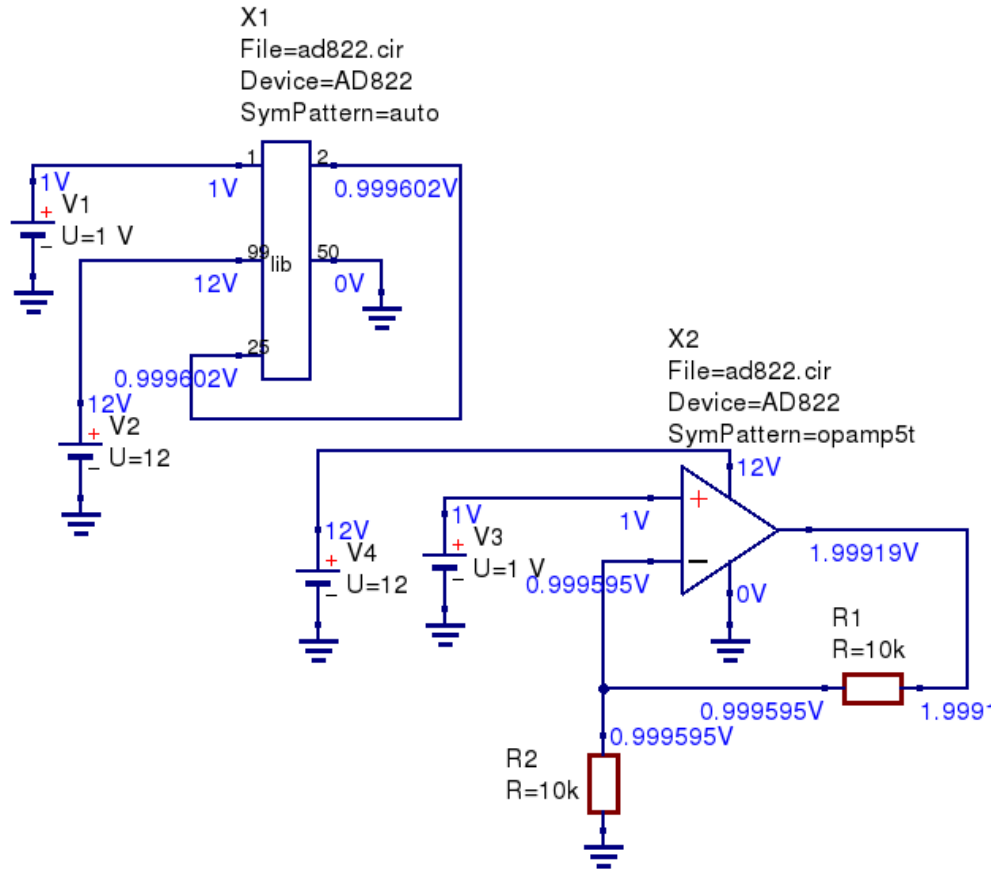 X1
File=ad822.cir
Device=AD822
SymPattern=auto
1
2
1V
1V
0.999602V
V1
+
U=1 V
99
lib
50
12V
0V
25
0.999602V
12V
V2
+
U=12
X2
File=ad822.cir
Device=AD822
SymPattern=opamp5t
12V
+
1V
1V
12V
1.99919V
V4
+
U=12
V3
+
U=1 V
0.999595V
0V
R1
R=10k
0.999595V
1.9991
0.999595V
R2
R=10k